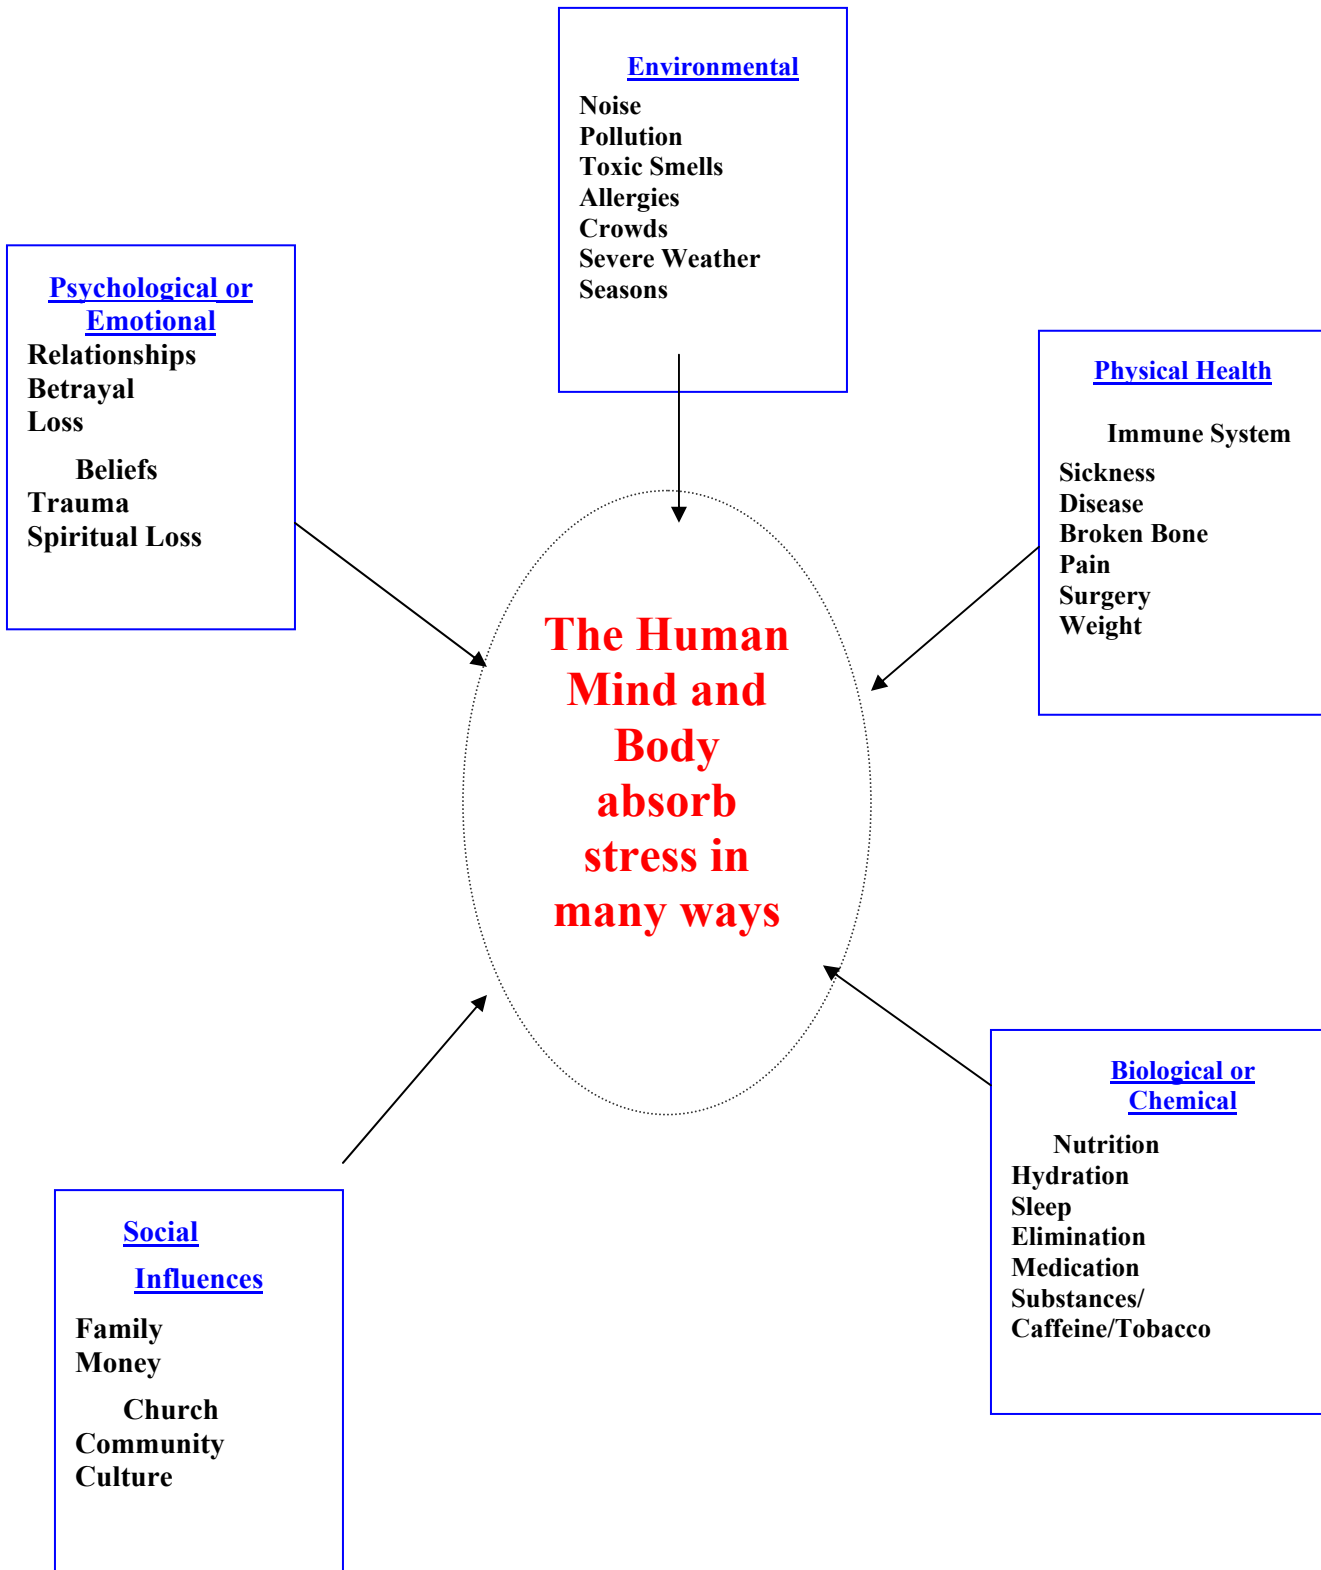 Environmental
Noise
Pollution
Toxic Smells
Allergies
Crowds
Severe Weather
Seasons
Psychological or
Emotional
Relationships
Betrayal
Loss
Beliefs
Trauma
Spiritual Loss
Physical Health
Immune System
Sickness
Disease
Broken Bone
Pain
Surgery
Weight
The Human
Mind and
Body
absorb
stress in
many ways
Biological or
Chemical
Nutrition
Hydration
Sleep
Elimination
Medication
Substances/
Caffeine/Tobacco
Social
Influences
Family
Money
Church
Community
Culture